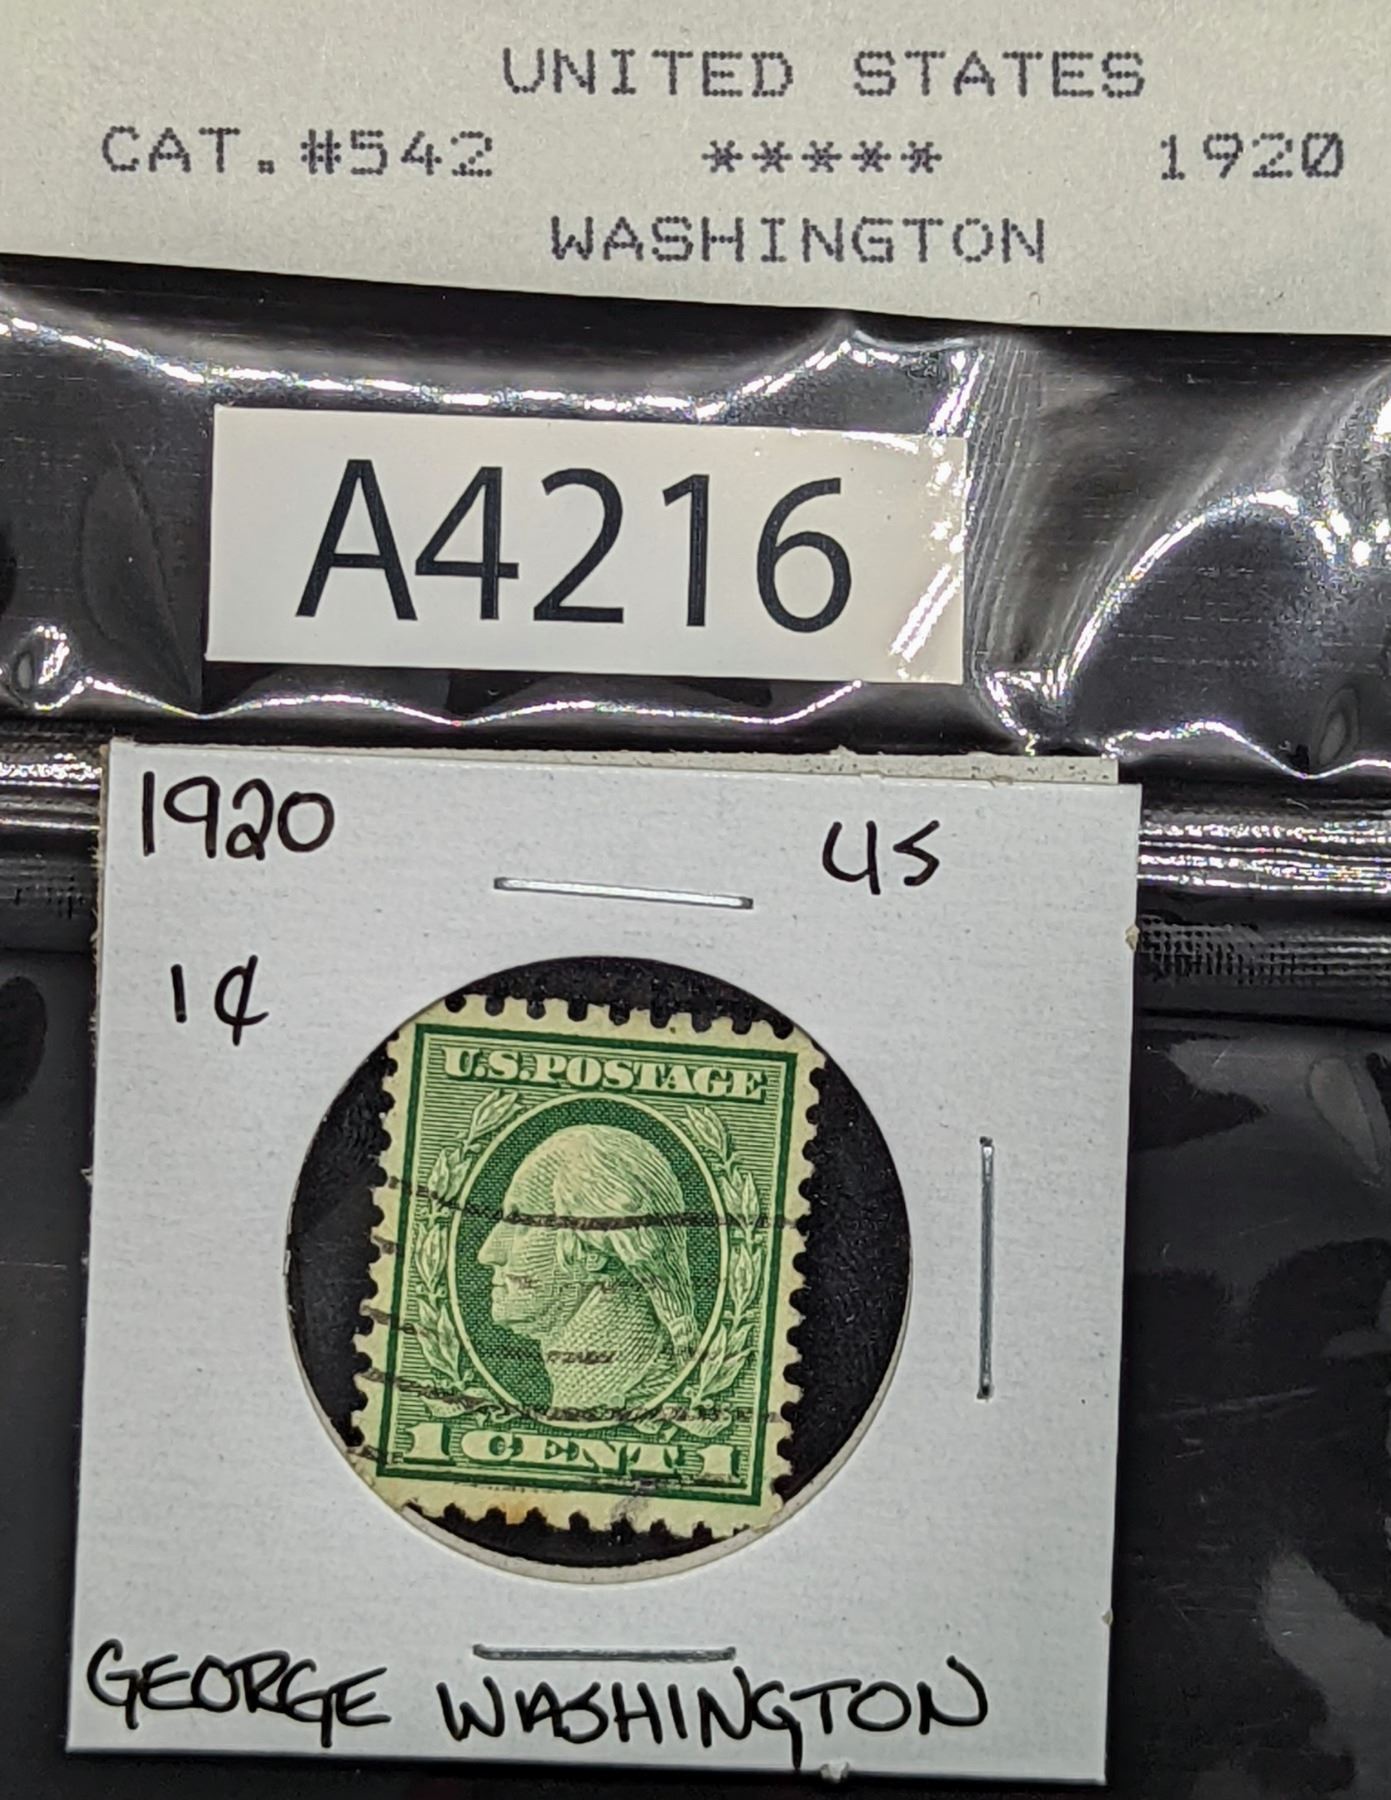 UNITED STATES
CAT.#542 ***** 1920
WASHINGTON
A4216
1920 US
1¢
U.S.POSTAGE
1 CENT 1
GEORGE WASHINGTON